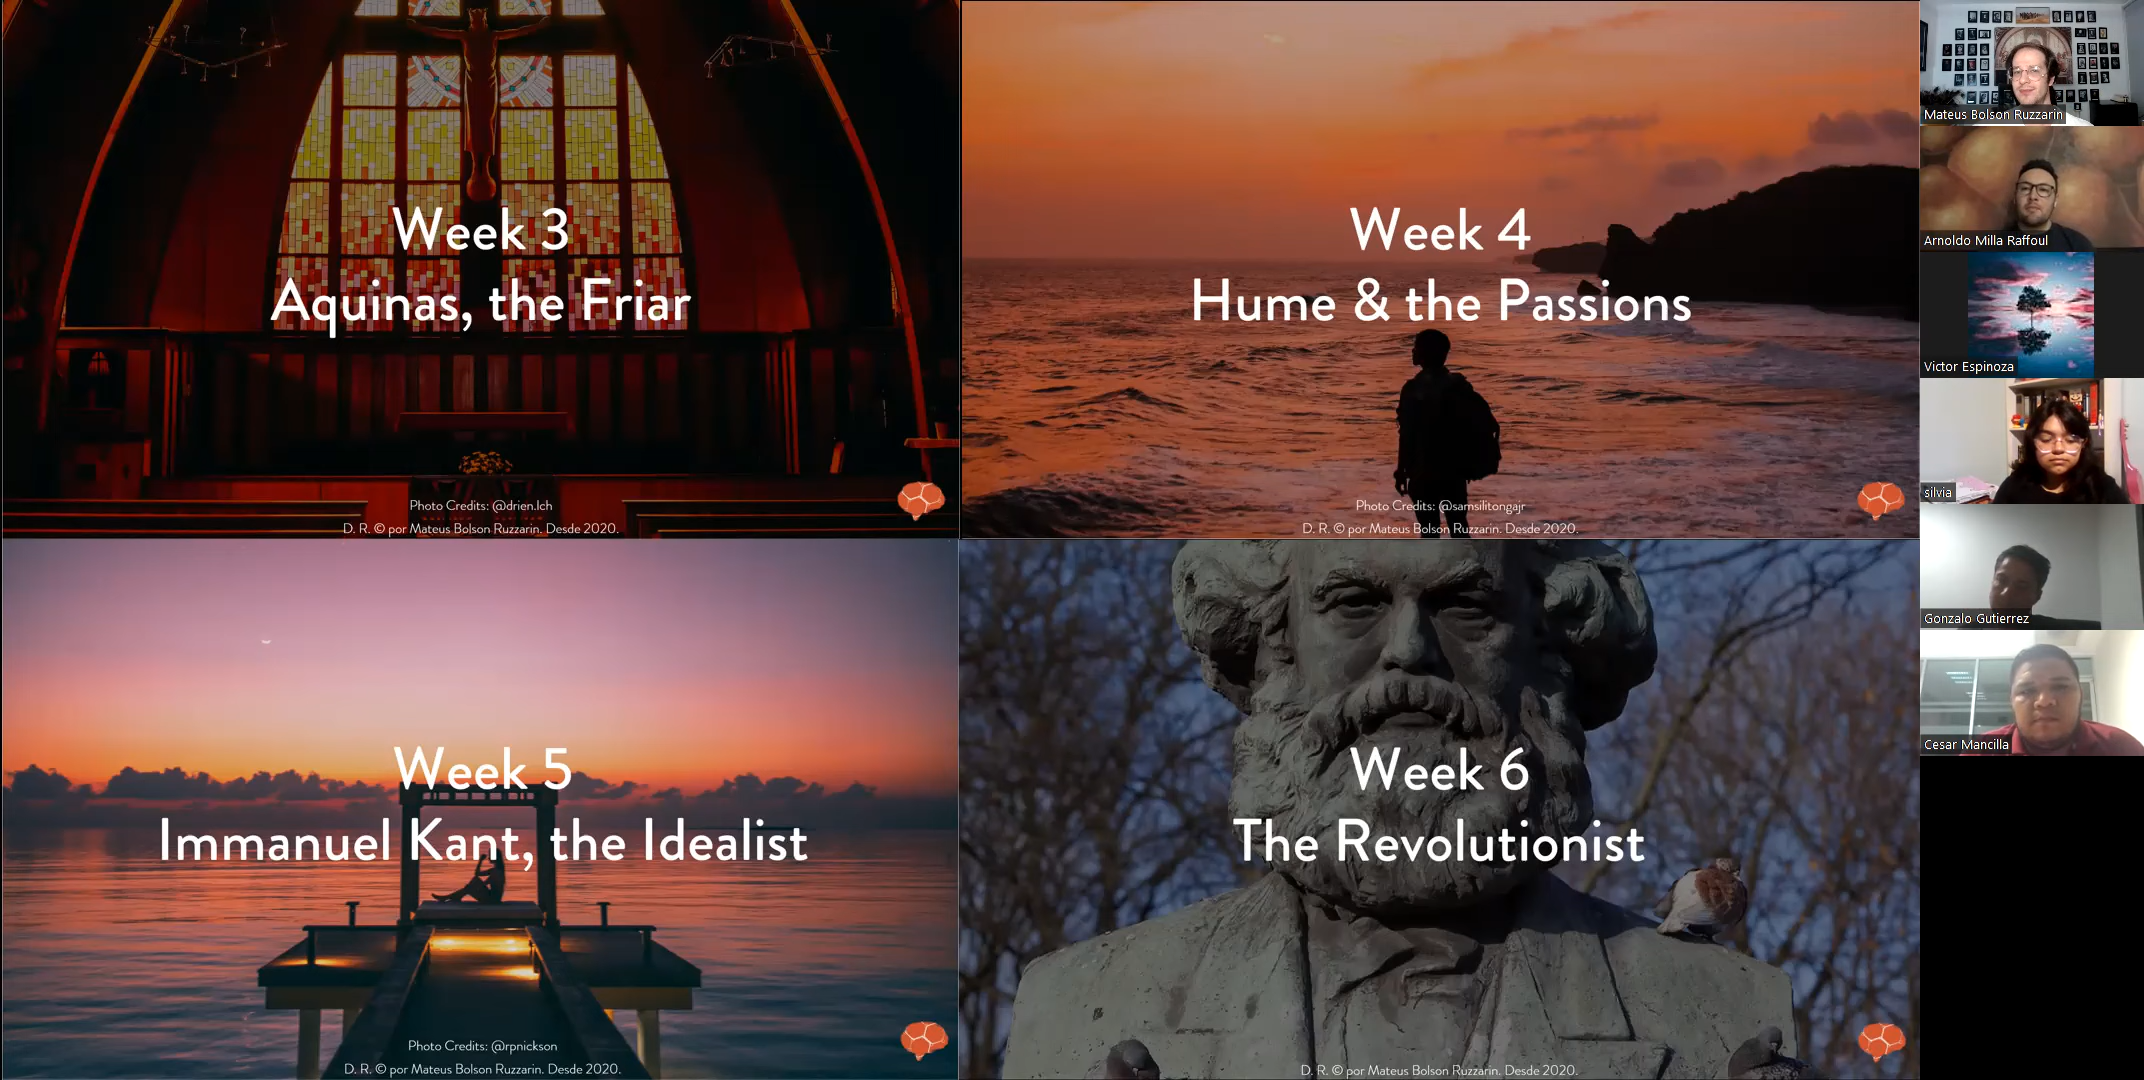 Week 3
Aquinas, the Friar
Photo Credits: @drien.lch
D. R. © por Mateus Bolson Ruzzarin. Desde 2020.
Week 4
Hume & the Passions
Photo Credits: @samsilitongajr
D. R. © por Mateus Bolson Ruzzarin. Desde 2020.
Week 5
Immanuel Kant, the Idealist
Photo Credits: @rpnickson
D. R. © por Mateus Bolson Ruzzarin. Desde 2020.
Week 6
The Revolutionist
D. R. © por Mateus Bolson Ruzzarin. Desde 2020.
Mateus Bolson Ruzzarin
Arnoldo Milla Raffoul
Victor Espinoza
silvia
Gonzalo Gutierrez
Cesar Mancilla